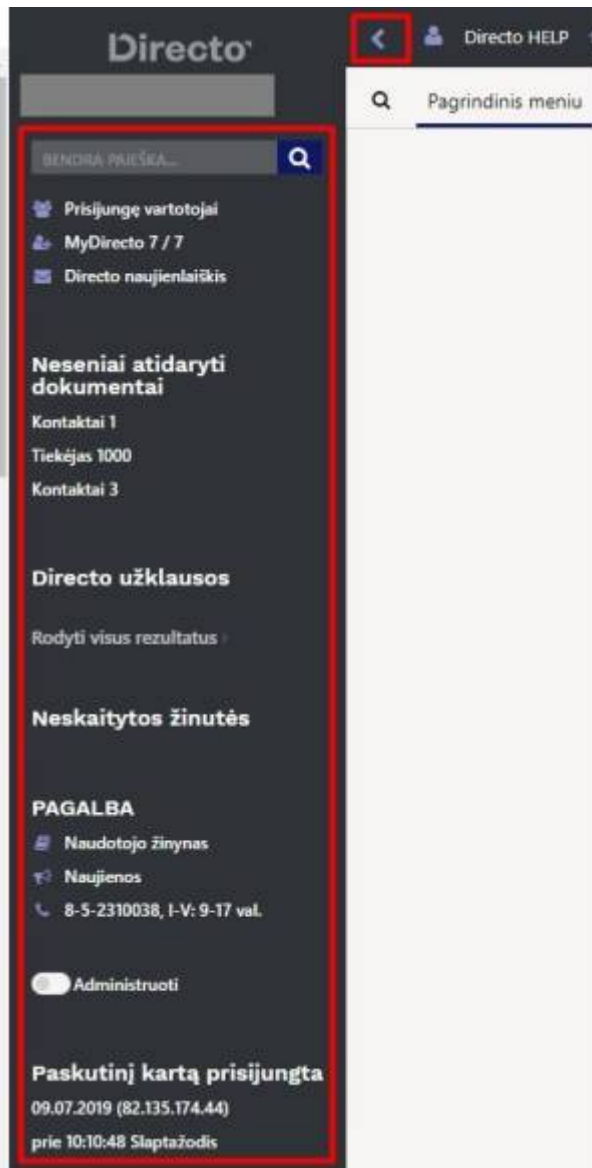 Directo
Directo HELP
Pagrindinis meniu
BENDRA PAIEŠKA...
Prisijungę vartotojai
MyDirecto 7 / 7
Directo naujienlaiškis
Neseniai atidaryti
dokumentai
Kontaktai 1
Tiekėjas 1000
Kontaktai 3
Directo užklausos
Rodyti visus rezultatus
Neskaitytos žinutės
PAGALBA
Naudotojo žinynas
Naujienos
8-5-2310038, I-V: 9-17 val.
Administruoti
Paskutinį kartą prisijungta
09.07.2019 (82.135.174.44)
prie 10:10:48 Slaptažodis